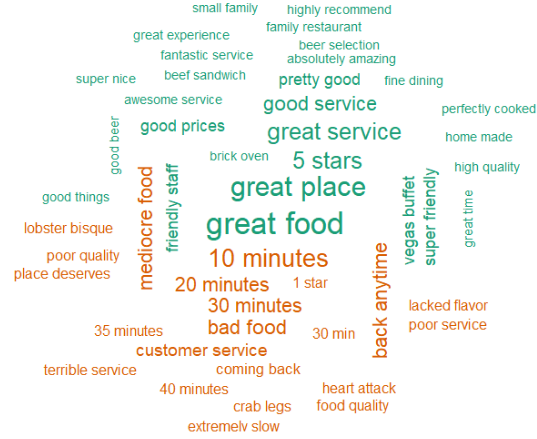 small family
highly recommend
family restaurant
great experience
beer selection
fantastic service
absolutely amazing
super nice
beef sandwich
pretty good
fine dining
awesome service
good service
perfectly cooked
good beer
good prices
great service
home made
brick oven
5 stars
high quality
friendly staff
mediocre food
great place
vegas buffet
super friendly
great time
good things
great food
lobster bisque
poor quality
10 minutes
back anytime
place deserves
20 minutes
1 star
30 minutes
lacked flavor
35 minutes
bad food
30 min
poor service
customer service
terrible service
coming back
40 minutes
heart attack
crab legs
food quality
extremely slow